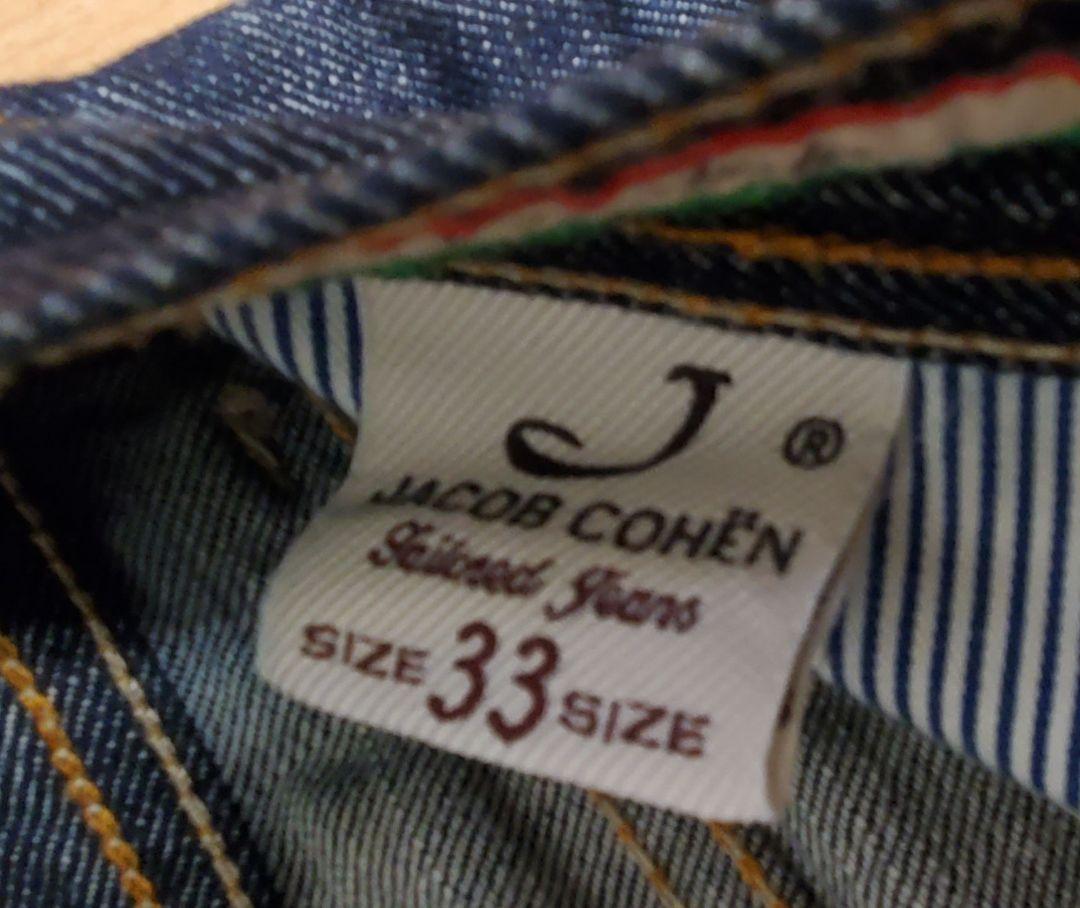 J ®
JACOB COHËN
Tailored Jeans
SIZE 33 SIZE